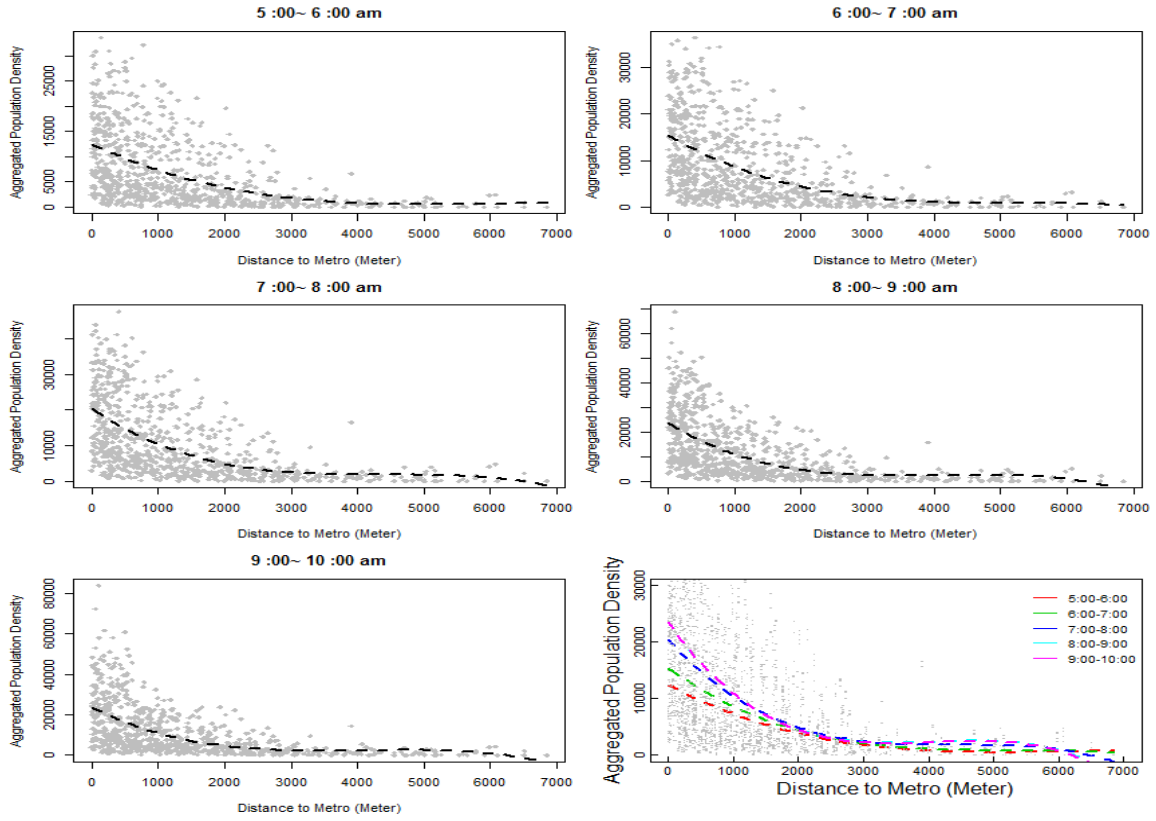 5 :00~ 6 :00 am
Aggregated Population Density
25000
15000
5000
0
0 1000 2000 3000 4000 5000 6000 7000
Distance to Metro (Meter)
6 :00~ 7 :00 am
Aggregated Population Density
30000
20000
10000
0
0 1000 2000 3000 4000 5000 6000 7000
Distance to Metro (Meter)
7 :00~ 8 :00 am
Aggregated Population Density
30000
10000
0
0 1000 2000 3000 4000 5000 6000 7000
Distance to Metro (Meter)
8 :00~ 9 :00 am
Aggregated Population Density
60000
40000
20000
0
0 1000 2000 3000 4000 5000 6000 7000
Distance to Metro (Meter)
9 :00~ 10 :00 am
Aggregated Population Density
80000
60000
40000
20000
0
0 1000 2000 3000 4000 5000 6000 7000
Distance to Metro (Meter)
Aggregated Population Density
30000
20000
10000
0
5:00-6:00
6:00-7:00
7:00-8:00
8:00-9:00
9:00-10:00
0 1000 2000 3000 4000 5000 6000 7000
Distance to Metro (Meter)